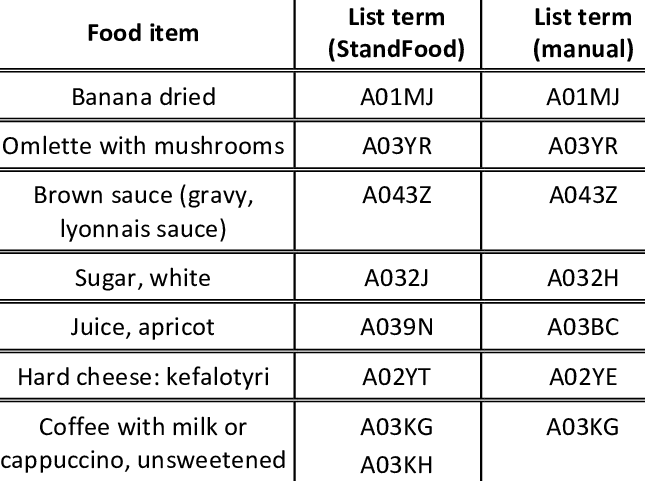 Food item List term (StandFood) List term (manual)
Banana dried A01MJ A01MJ
Omlette with mushrooms A03YR A03YR
Brown sauce (gravy, A043Z A043Z
lyonnais sauce)
Sugar, white A032J A032H
Juice, apricot A039N A03BC
Hard cheese: kefalotyri A02YT A02YE
Coffee with milk or A03KG A03KG
cappuccino, unsweetened A03KH